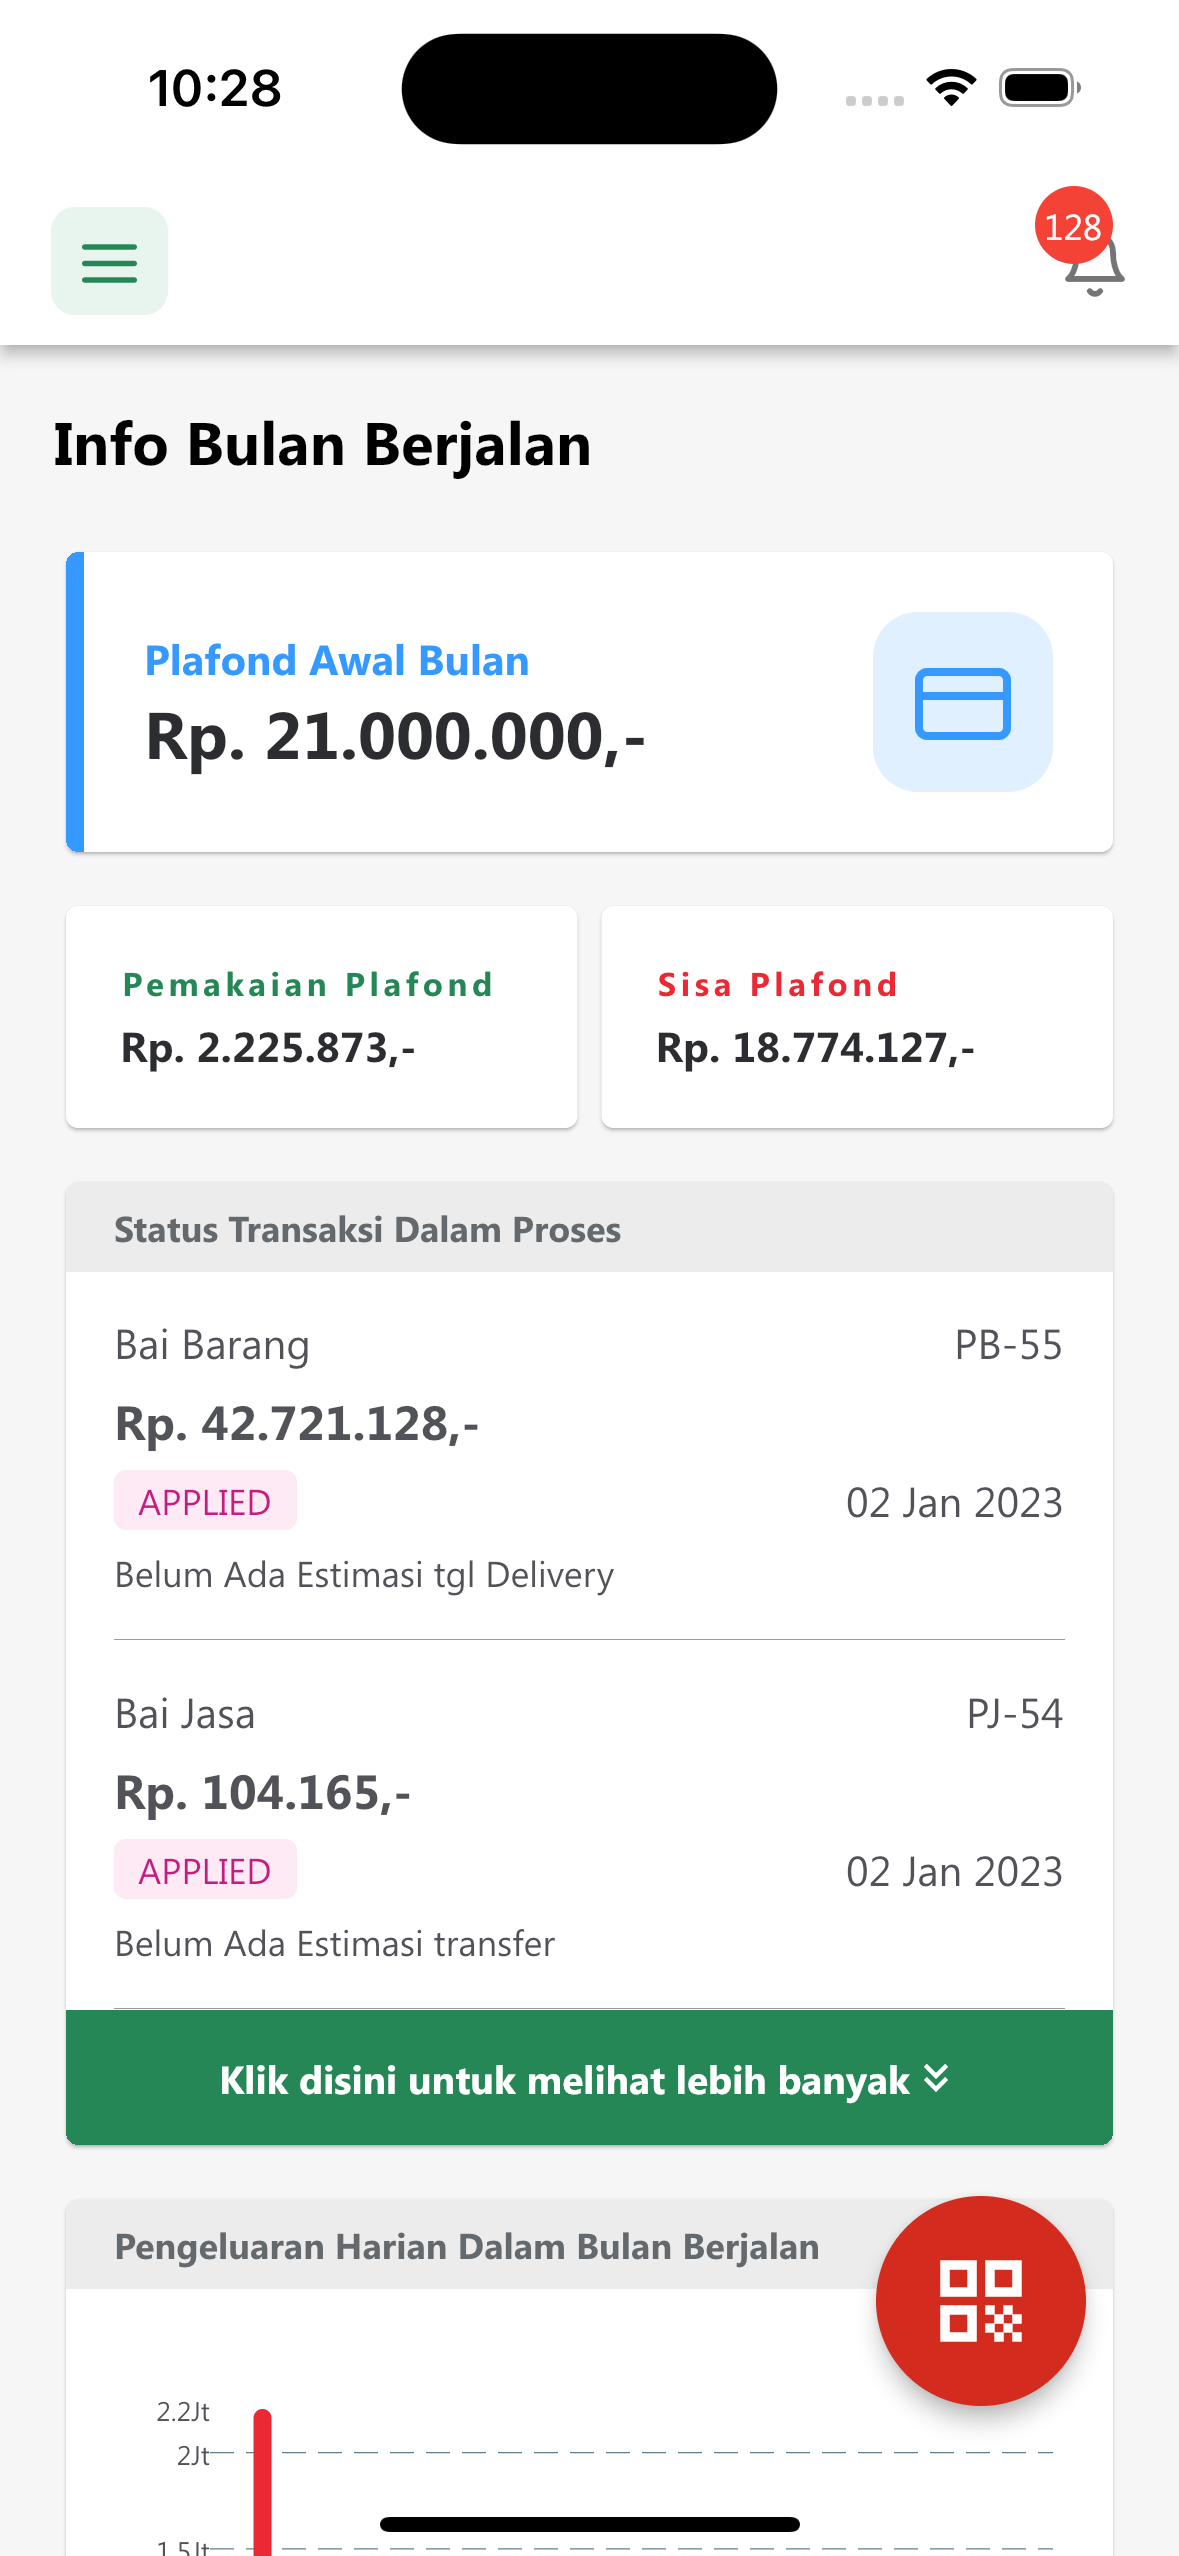 10:28
128
Info Bulan Berjalan
Plafond Awal Bulan
Rp. 21.000.000,-
Pemakaian Plafond
Rp. 2.225.873,-
Sisa Plafond
Rp. 18.774.127,-
Status Transaksi Dalam Proses
Bai Barang PB-55
Rp. 42.721.128,-
APPLIED 02 Jan 2023
Belum Ada Estimasi tgl Delivery
Bai Jasa PJ-54
Rp. 104.165,-
APPLIED 02 Jan 2023
Belum Ada Estimasi transfer
Klik disini untuk melihat lebih banyak
Pengeluaran Harian Dalam Bulan Berjalan
2.2Jt
2Jt
1.5Jt